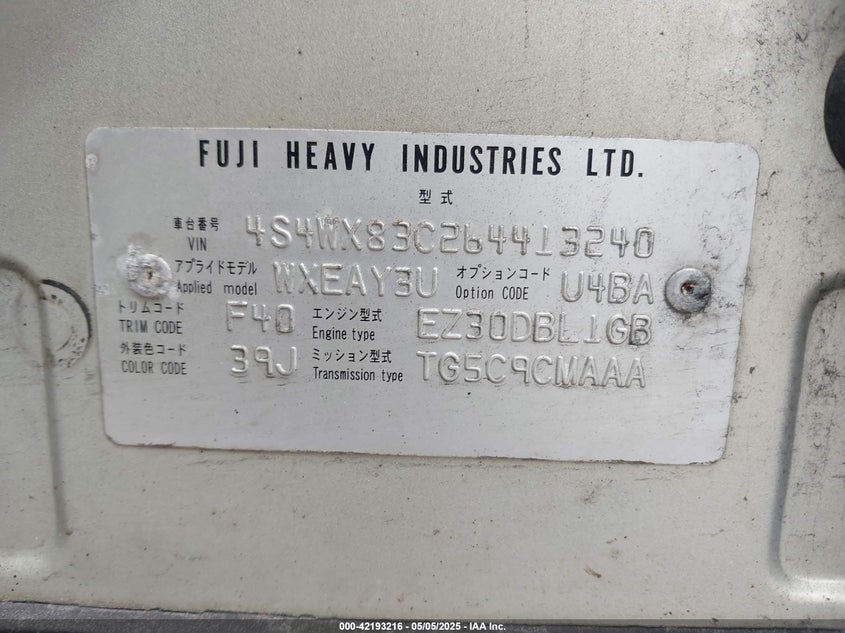 FUJI HEAVY INDUSTRIES LTD.
型式
車台番号 VIN 4S4WX83C264413240
アプライドモデル Applied model WXEAY3U オプションコード Option CODE U4BA
トリムコード TRIM CODE F40 エンジン型式 Engine type EZ30DBL1GB
外装色コード COLOR CODE 39J ミッション型式 Transmission type TG5C9CMAAA
000-42193216 - 05/05/2025 - IAA Inc.